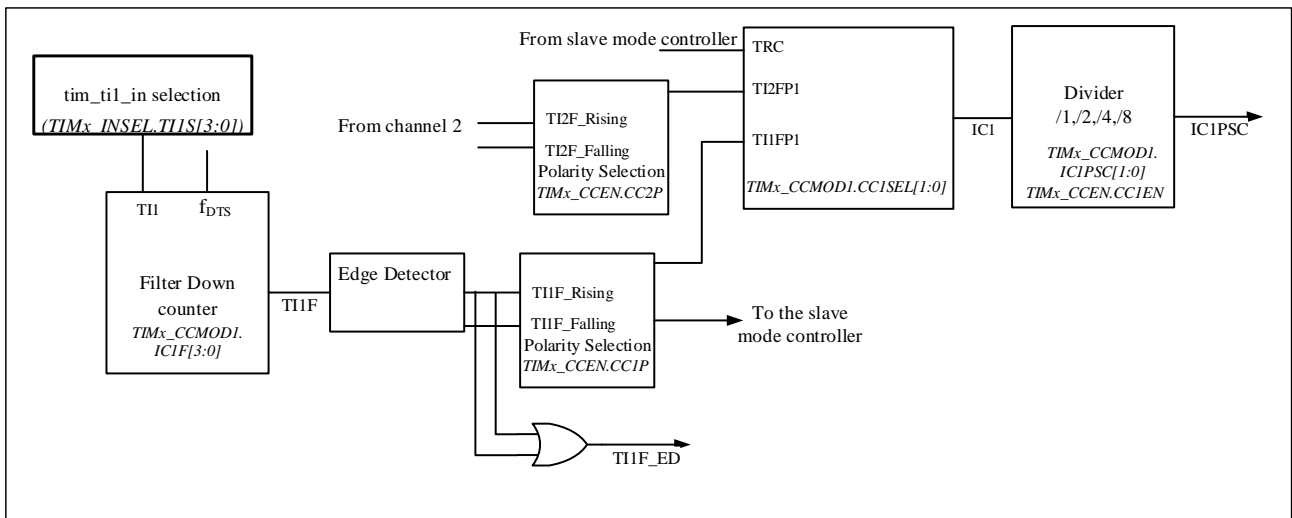 From slave mode controller
TRC
tim_ti1_in selection
(TIMx_INSEL.TI1S[3:0])
TI2FP1
Divider
/1,/2,/4,/8
TI2F_Rising
From channel 2
TI1FP1
IC1
IC1PSC
TI2F_Falling
Polarity Selection
TIMx_CCEN.CC2P
TIMx_CCMOD1.CC1SEL[1:0]
TIMx_CCMOD1.
IC1PSC[1:0]
TIMx_CCEN.CC1EN
TI1
fDTS
Filter Down
counter
TIMx_CCMOD1.
IC1F[3:0]
TI1F
Edge Detector
TI1F_Rising
TI1F_Falling
Polarity Selection
TIMx_CCEN.CC1P
To the slave
mode controller
TI1F_ED